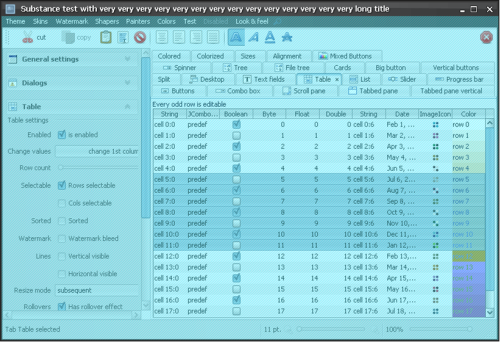 Substance test with very very very very very very very very very very very very very very long title
Theme Skins Watermark Shapers Painters Colors Test Disabled Look & feel
cut copy paste
General settings
Dialogs
Table
Table settings
Enabled is enabled
Change values change 1st colum
Row count
Selectable Rows selectable
Cols selectable
Sorted Sorted
Watermark Watermark bleed
Lines Vertical visible
Horizontal visible
Resize mode subsequent
Rollovers Has rollover effect
Colored Colorized Sizes Alignment Mixed Buttons
Spinner Tree File tree Cards Big button Vertical buttons
Split Desktop Text fields Table List Slider Progress bar
Buttons Combo box Scroll pane Tabbed pane Tabbed pane vertical
Every odd row is editable
String JCombo... Boolean Byte Float Double String Date ImageIcon Color
cell 0:0 predef 0 0 0 cell 0:6 Feb 1, ... row 0
cell 1:0 predef 1 1 1 cell 1:6 Mar 2, ... row 1
cell 2:0 predef 2 2 2 cell 2:6 Apr 3, ... row 2
cell 3:0 predef 3 3 3 cell 3:6 May 4, ... row 3
cell 4:0 predef 4 4 4 cell 4:6 Jun 5, ... row 4
cell 5:0 predef 5 5 5 cell 5:6 Jul 6, 2... row 5
cell 6:0 predef 6 6 6 cell 6:6 Aug 7, ... row 6
cell 7:0 predef 7 7 7 cell 7:6 Sep 8, ... row 7
cell 8:0 predef 8 8 8 cell 8:6 Oct 9, ... row 8
cell 9:0 predef 9 9 9 cell 9:6 Nov 10,... row 9
cell 10:0 predef 10 10 10 cell 10:6 Dec 11,... row 10
cell 11:0 predef 11 11 11 cell 11:6 Jan 12,... row 11
cell 12:0 predef 12 12 12 cell 12:6 Feb 13,...
cell 13:0 predef 13 13 13 cell 13:6 Mar 14,... row 13
cell 14:0 predef 14 14 14 cell 14:6 Apr 15,... row 14
cell 15:0 predef 15 15 15 cell 15:6 May 16,... row 15
cell 16:0 predef 16 16 16 cell 16:6 Jun 17,... row 16
cell 17:0 predef 17 17 17 cell 17:6 Jul 18, ... row 17
Tab Table selected 11 pt. 100%